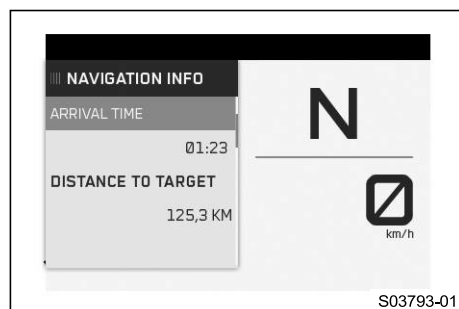 NAVIGATION INFO
ARRIVAL TIME
01:23
DISTANCE TO TARGET
125,3 KM
N
0
km/h
S03793-01